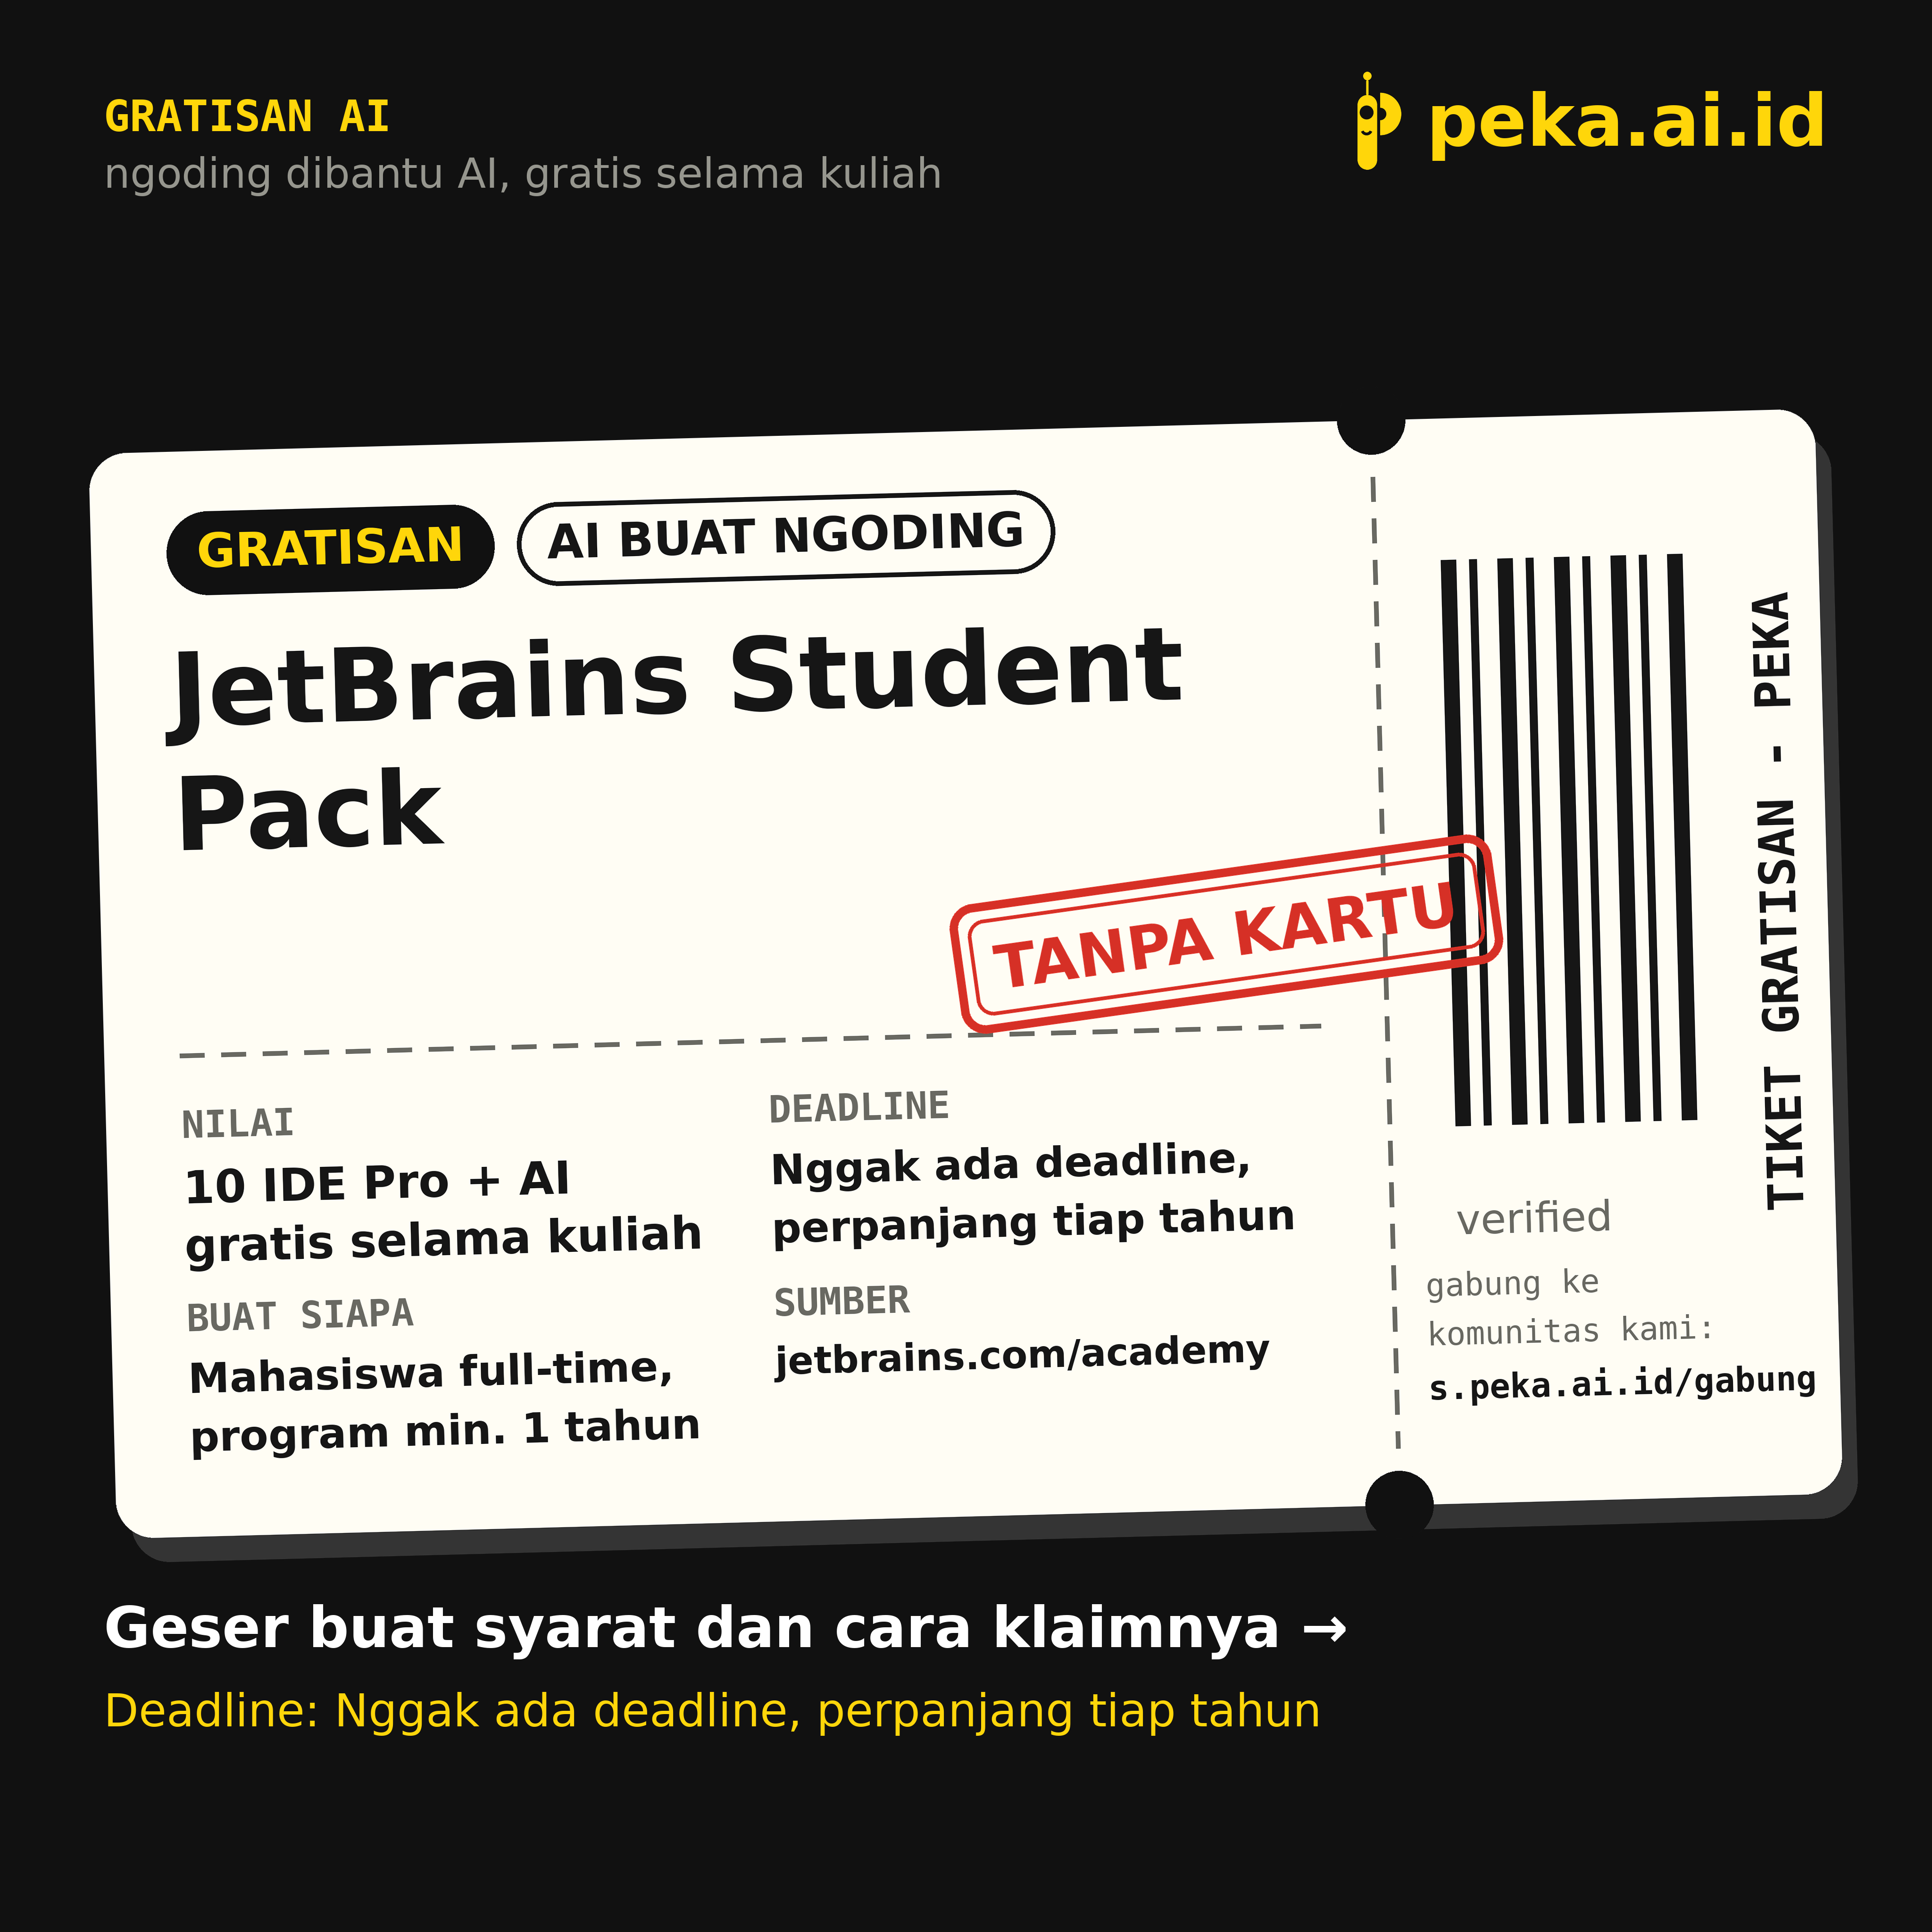 GRATISAN AI
ngoding dibantu AI, gratis selama kuliah
peka.ai.id
GRATISAN
AI BUAT NGODING
JetBrains Student
Pack
TANPA KARTU
NILAI
10 IDE Pro + AI
gratis selama kuliah
DEADLINE
Nggak ada deadline,
perpanjang tiap tahun
BUAT SIAPA
Mahasiswa full-time,
program min. 1 tahun
SUMBER
jetbrains.com/academy
TIKET GRATISAN - PEKA
verified
gabung ke
komunitas kami:
s.peka.ai.id/gabung
Geser buat syarat dan cara klaimnya →
Deadline: Nggak ada deadline, perpanjang tiap tahun